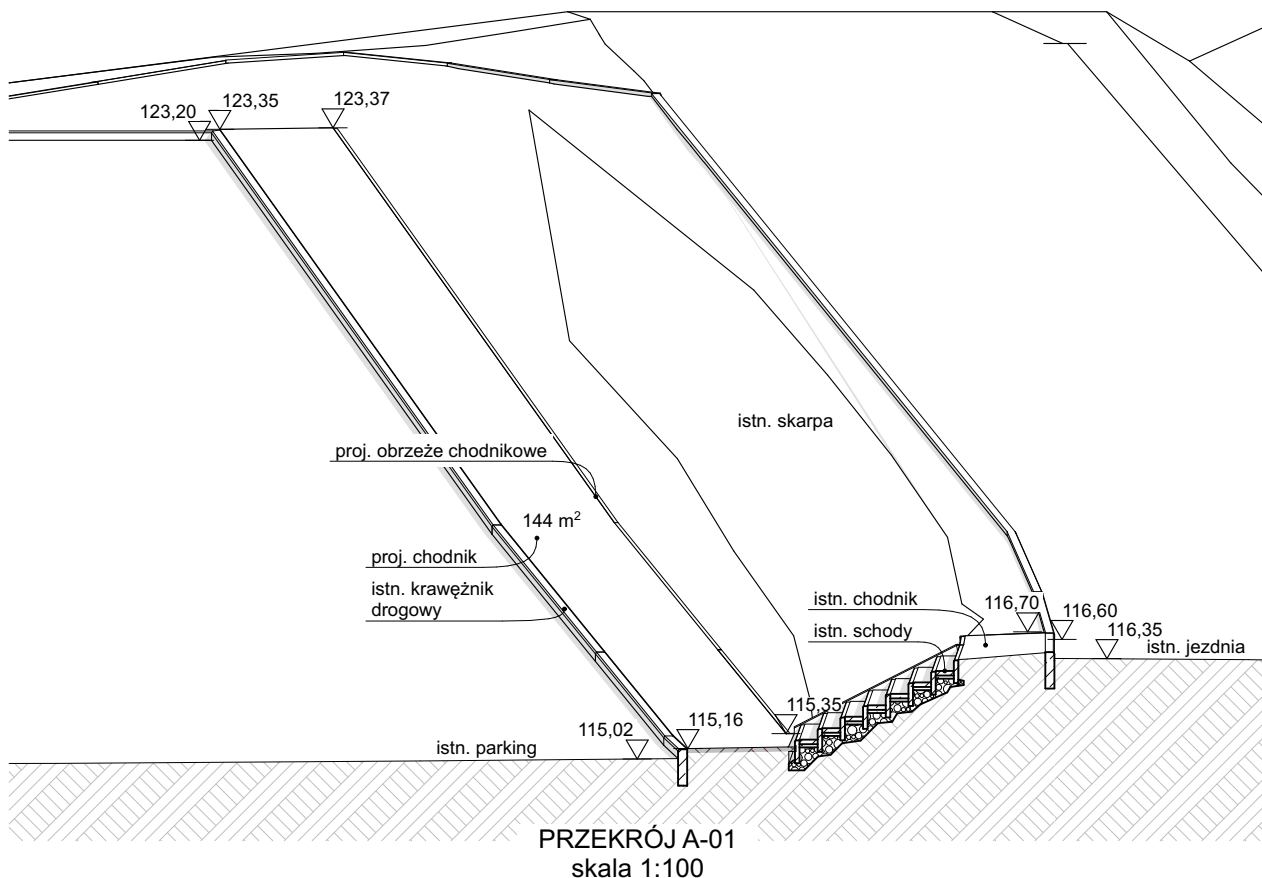 123,20
123,35
123,37
istn. skarpa
proj. obrzeże chodnikowe
144 m²
proj. chodnik
istn. krawężnik
drogowy
istn. chodnik
istn. schody
116,70
116,60
116,35
istn. jezdnia
115,35
115,16
115,02
istn. parking
PRZEKRÓJ A-01
skala 1:100